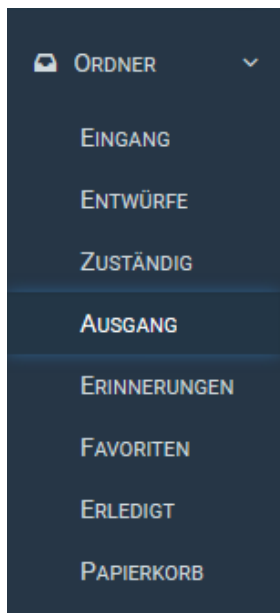 Ordner
Eingang
Entwürfe
Zuständig
Ausgang
Erinnerungen
Favoriten
Erledigt
Papierkorb